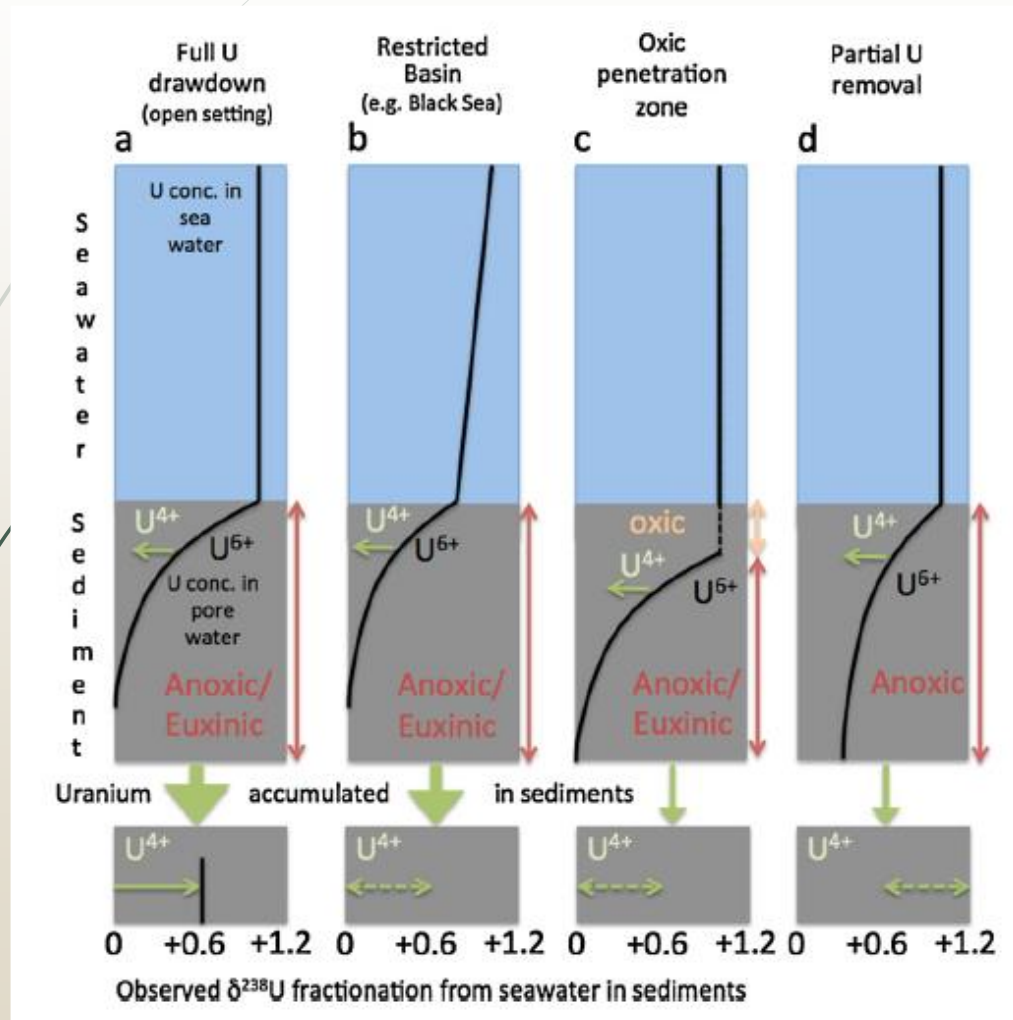 Full U
drawdown
(open setting)
Restricted
Basin
(e.g. Black Sea)
Oxic
penetration
zone
Partial U
removal
a
b
c
d
U conc. in
sea
water
Seawater
Sediment
U⁴⁺
U⁶⁺
U conc. in
pore
water
Anoxic/
Euxinic
U⁴⁺
U⁶⁺
Anoxic/
Euxinic
oxic
U⁴⁺
U⁶⁺
Anoxic/
Euxinic
U⁴⁺
U⁶⁺
Anoxic
Uranium accumulated in sediments
U⁴⁺
U⁴⁺
U⁴⁺
U⁴⁺
0 +0.6 +1.2 0 +0.6 +1.2 0 +0.6 +1.2 0 +0.6 +1.2
Observed δ²³⁸U fractionation from seawater in sediments